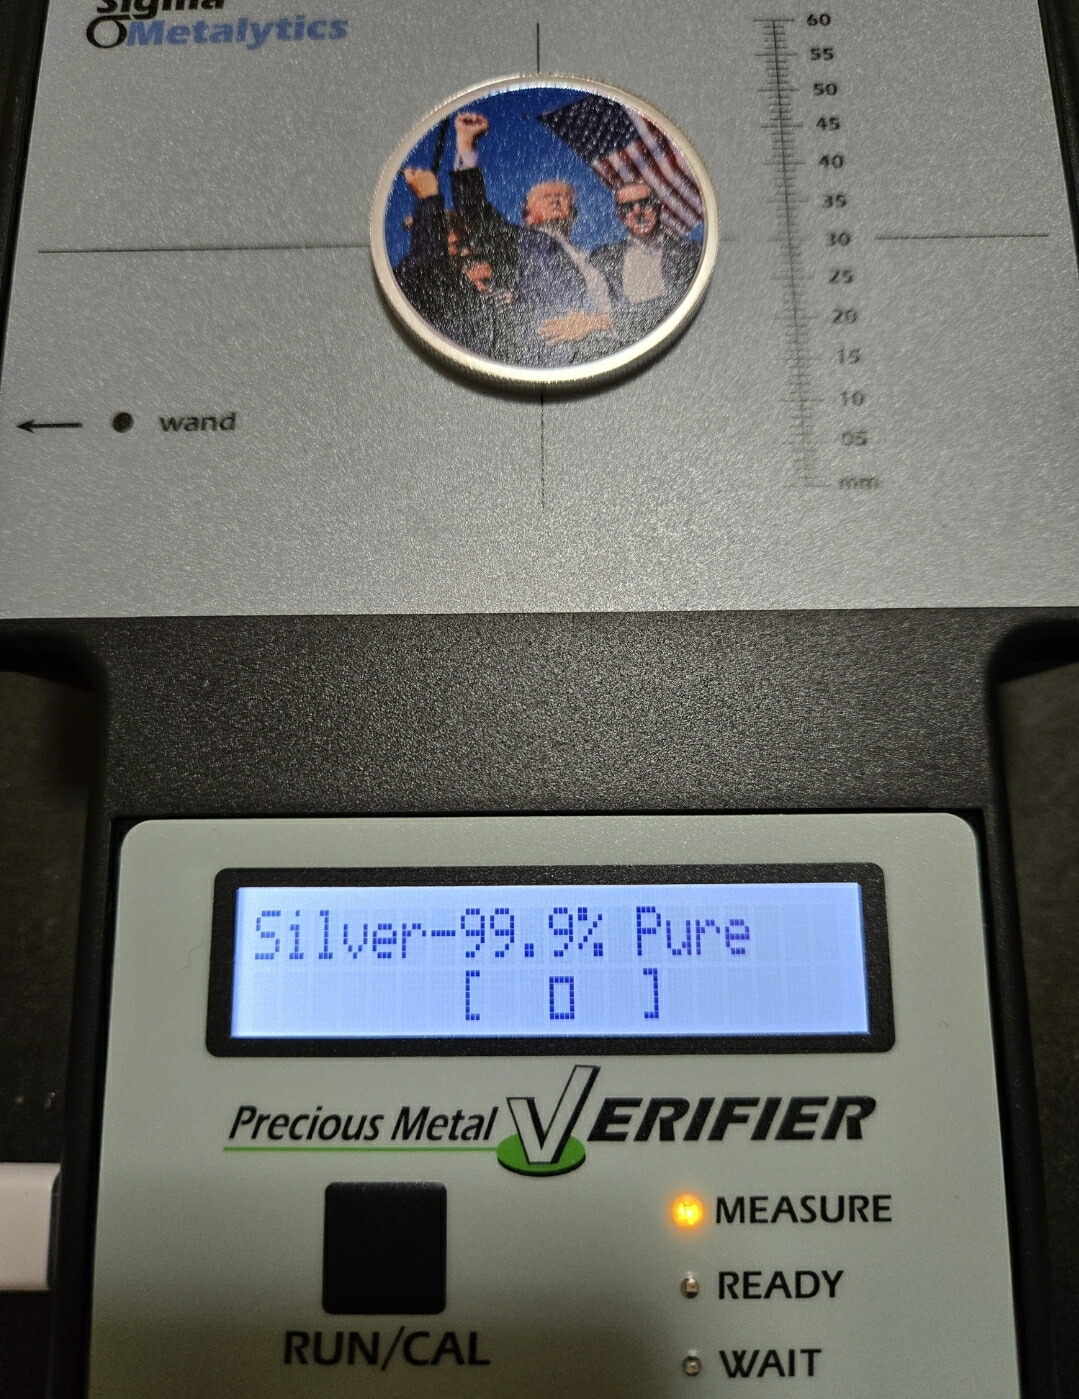 Sigma
Metalytics
60
55
50
45
40
35
30
25
20
15
10
05
mm
wand
Silver-99.9% Pure
[ ▯ ]
Precious Metal VERIFIER
MEASURE
READY
RUN/CAL
WAIT